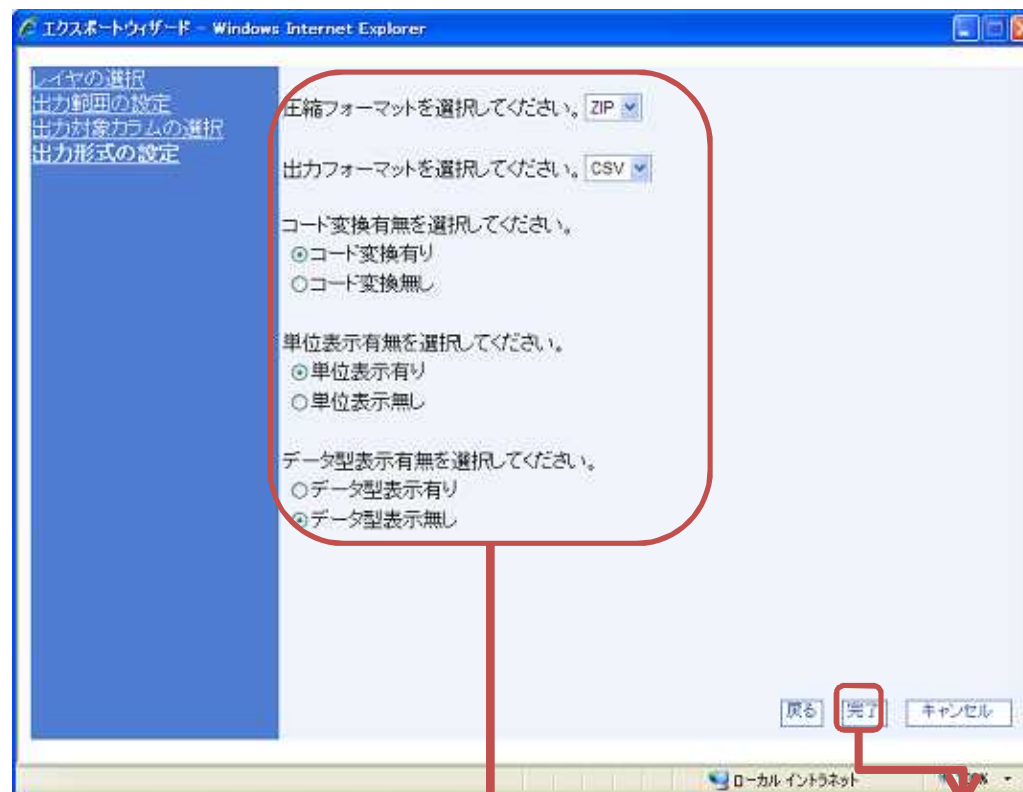 エクスポートウィザード - Windows Internet Explorer
レイヤの選択
出力範囲の設定
出力対象カラムの選択
出力形式の設定
圧縮フォーマットを選択してください。 ZIP
出力フォーマットを選択してください。 CSV
コード変換有無を選択してください。
コード変換有り
コード変換無し
単位表示有無を選択してください。
単位表示有り
単位表示無し
データ型表示有無を選択してください。
データ型表示有り
データ型表示無し
戻る 完了 キャンセル
ローカル イントラネット